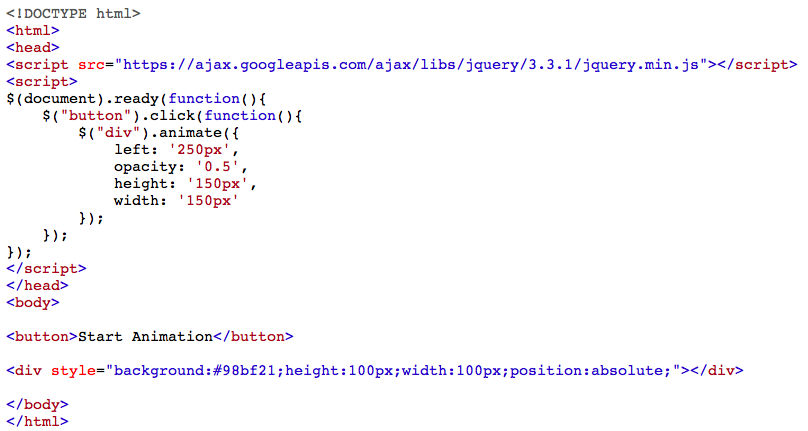 <!DOCTYPE html>
<html>
<head>
<script src="https://ajax.googleapis.com/ajax/libs/jquery/3.3.1/jquery.min.js"></script>
<script>
$(document).ready(function(){
    $("button").click(function(){
        $("div").animate({
            left: '250px',
            opacity: '0.5',
            height: '150px',
            width: '150px'
        });
    });
});
</script>
</head>
<body>

<button>Start Animation</button>

<div style="background:#98bf21;height:100px;width:100px;position:absolute;"></div>

</body>
</html>